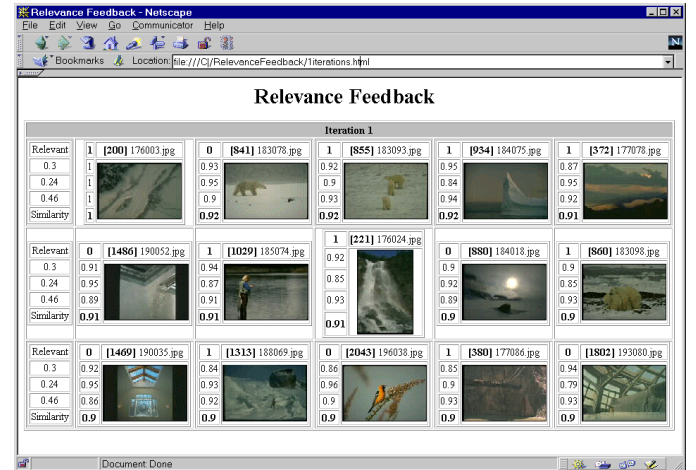 Relevance Feedback - Netscape
File Edit View Go Communicator Help
N
Bookmarks Location: file:///C|/RelevanceFeedback/1iterations.html
Relevance Feedback
Iteration 1
Relevant 1 [200] 176003.jpg 0 [841] 183078.jpg 1 [855] 183093.jpg 1 [934] 184075.jpg 1 [372] 177078.jpg
0.3 1 0.93 0.92 0.95 0.87
0.24 1 0.95 0.9 0.84 0.95
0.46 1 0.9 0.93 0.94 0.92
Similarity 1 0.92 0.92 0.92 0.91
Relevant 0 [1486] 190052.jpg 1 [1029] 185074.jpg 1 [221] 176024.jpg 0 [880] 184018.jpg 1 [860] 183098.jpg
0.3 0.91 0.94 0.92 0.9 0.9
0.24 0.95 0.87 0.85 0.92 0.85
0.46 0.89 0.91 0.93 0.89 0.93
Similarity 0.91 0.91 0.91 0.9 0.9
Relevant 0 [1469] 190035.jpg 1 [1313] 188069.jpg 0 [2043] 196038.jpg 1 [380] 177086.jpg 0 [1802] 193080.jpg
0.3 0.92 0.84 0.86 0.85 0.94
0.24 0.95 0.93 0.96 0.9 0.79
0.46 0.86 0.92 0.9 0.93 0.93
Similarity 0.9 0.9 0.9 0.9 0.9
Document: Done